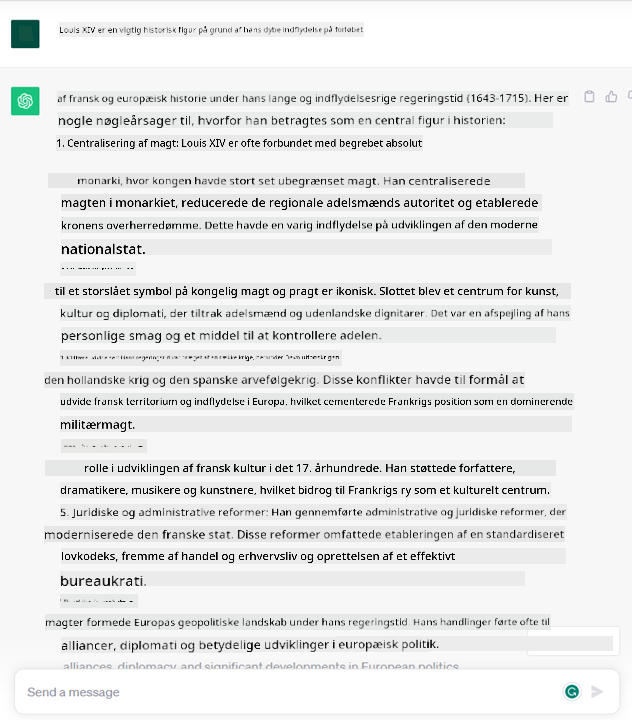 Louis XIV er en vigtig historisk figur på grund af hans dybe indflydelse på forløbet
af fransk og europæisk historie under hans lange og indflydelsesrige regeringstid (1643-1715). Her er
nogle nøgleårsager til, hvorfor han betragtes som en central figur i historien:
1. Centralisering af magt: Louis XIV er ofte forbundet med begrebet absolut
monarki, hvor kongen havde stort set ubegrænset magt. Han centraliserede
magten i monarkiet, reducerede de regionale adelsmænds autoritet og etablerede
kronens overherredømme. Dette havde en varig indflydelse på udviklingen af den moderne
nationalstat.
til et storslået symbol på kongelig magt og pragt er ikonisk. Slottet blev et centrum for kunst,
kultur og diplomati, der tiltrak adelsmænd og udenlandske dignitarer. Det var en afspejling af hans
personlige smag og et middel til at kontrollere adelen.
den hollandske krig og den spanske arvefølgekrig. Disse konflikter havde til formål at
udvide fransk territorium og indflydelse i Europa, hvilket cementerede Frankrigs position som en dominerende
militærmagt.
rolle i udviklingen af fransk kultur i det 17. århundrede. Han støttede forfattere,
dramatikere, musikere og kunstnere, hvilket bidrog til Frankrigs ry som et kulturelt centrum.
5. Juridiske og administrative reformer: Han gennemførte administrative og juridiske reformer, der
moderniserede den franske stat. Disse reformer omfattede etableringen af en standardiseret
lovkodeks, fremme af handel og erhvervsliv og oprettelsen af et effektivt
bureaukrati.
magter formede Europas geopolitiske landskab under hans regeringstid. Hans handlinger førte ofte til
alliancer, diplomati og betydelige udviklinger i europæisk politik.
alliances, diplomacy, and significant developments in European politics.
Send a message